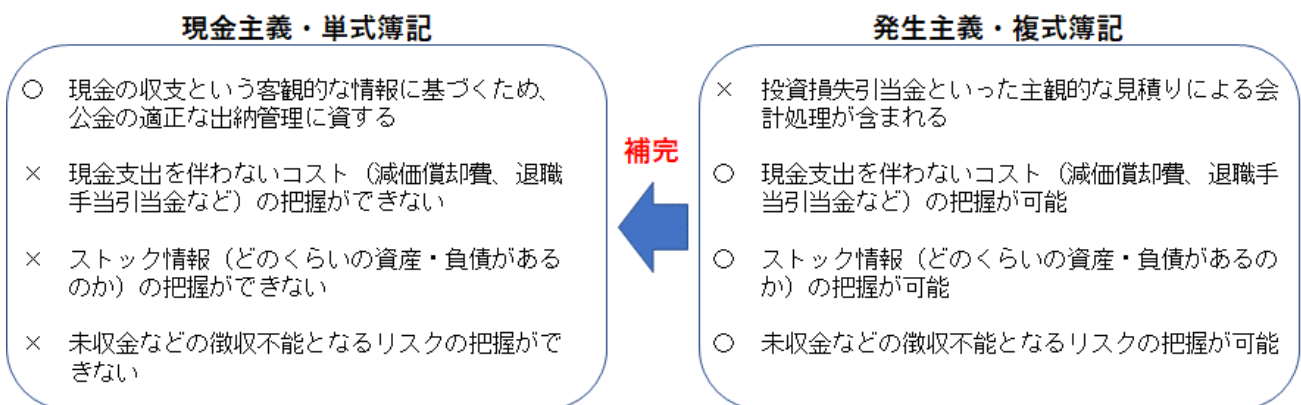 現金主義・単式簿記
○ 現金の収支という客観的な情報に基づくため、
公金の適正な出納管理に資する
× 現金支出を伴わないコスト（減価償却費、退職
手当引当金など）の把握ができない
× ストック情報（どのくらいの資産・負債がある
のか）の把握ができない
× 未収金などの徴収不能となるリスクの把握がで
きない
補完
発生主義・複式簿記
× 投資損失引当金といった主観的な見積りによる会
計処理が含まれる
○ 現金支出を伴わないコスト（減価償却費、退職手
当引当金など）の把握が可能
○ ストック情報（どのくらいの資産・負債があるの
か）の把握が可能
○ 未収金などの徴収不能となるリスクの把握が可能